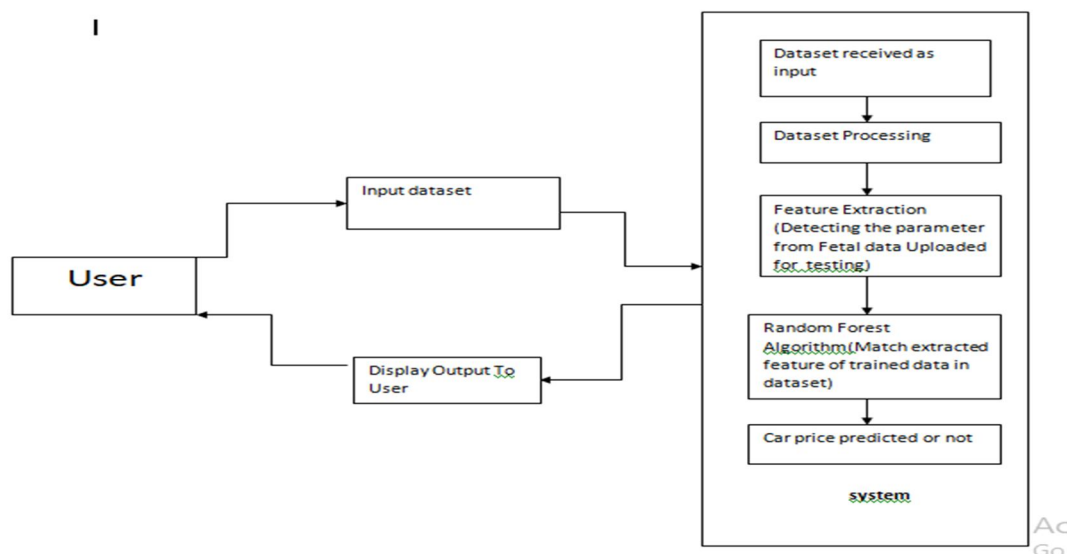 I
User
Input dataset
Display Output To
User
Dataset received as
input
Dataset Processing
Feature Extraction
(Detecting the parameter
from Fetal data Uploaded
for testing)
Random Forest
Algorithm(Match extracted
feature of trained data in
dataset)
Car price predicted or not
system
Ac
Go